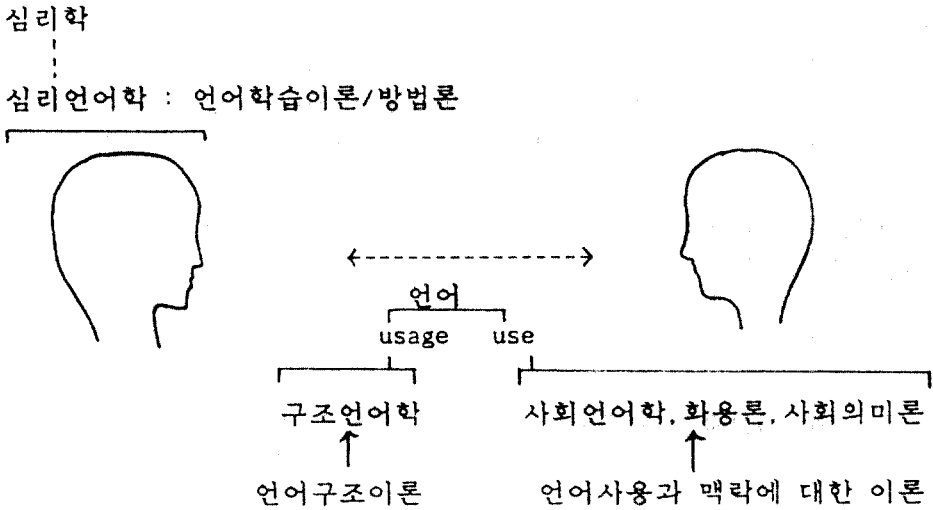 심리학
심리언어학 : 언어학습이론/방법론
언어
usage use
구조언어학 사회언어학, 화용론, 사회의미론
언어구조이론 언어사용과 맥락에 대한 이론